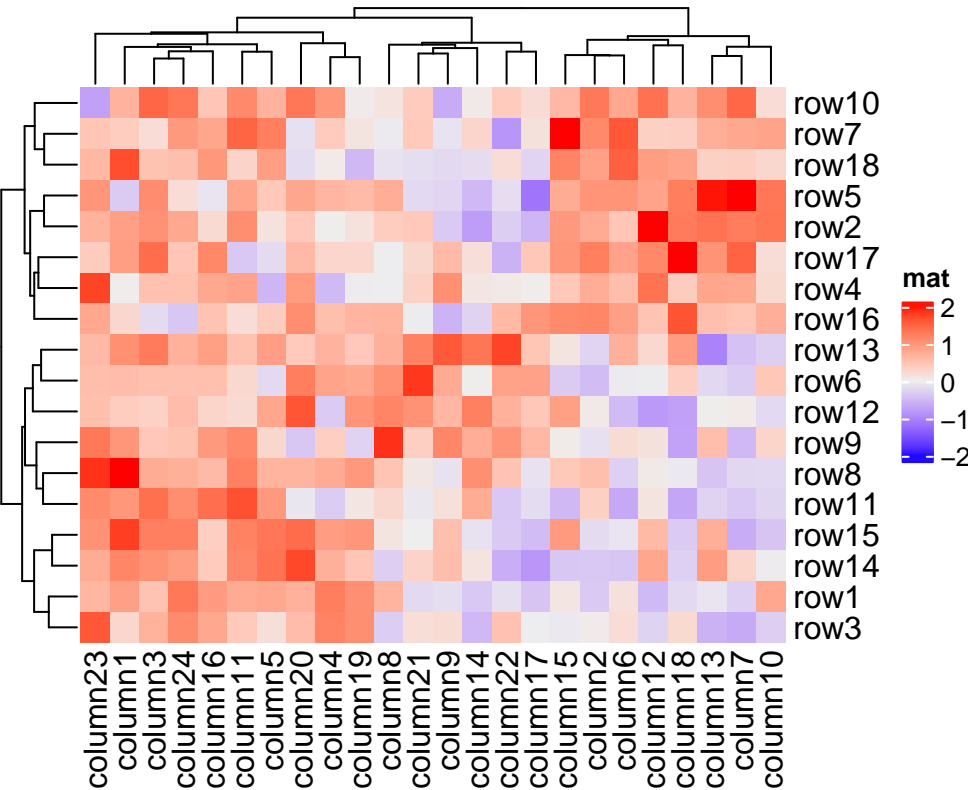 row10
row7
row18
row5
row2
row17
row4
row16
row13
row6
row12
row9
row8
row11
row15
row14
row1
row3
mat
2
1
0
−1
−2
column23
column1
column3
column24
column16
column11
column5
column20
column4
column19
column8
column21
column9
column14
column22
column17
column15
column2
column6
column12
column18
column13
column7
column10